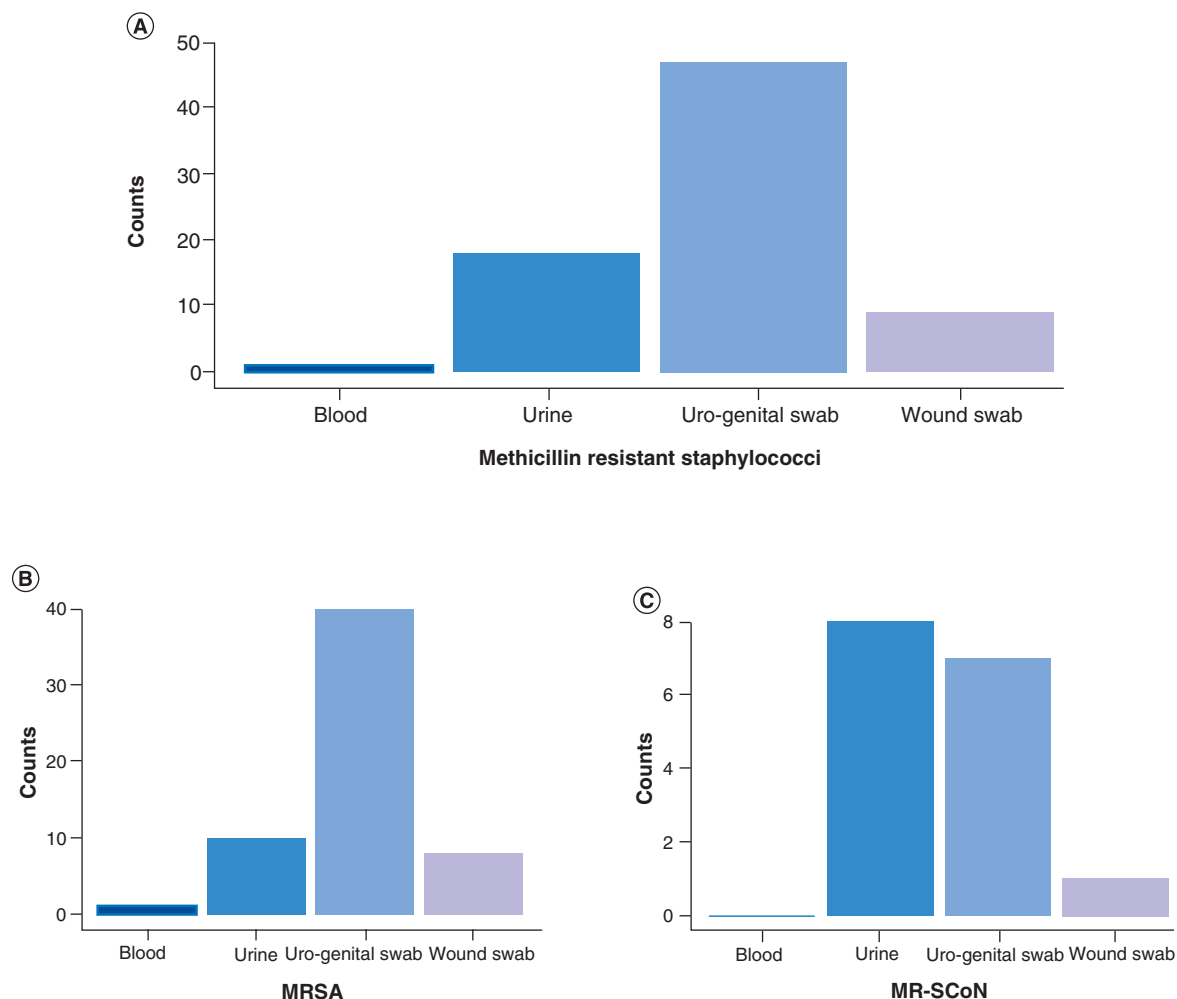 A
50
40
30
20
10
0
Counts
Blood Urine Uro-genital swab Wound swab
Methicillin resistant staphylococci
B
40
30
20
10
0
Counts
Blood Urine Uro-genital swab Wound swab
MRSA
C
8
6
4
2
0
Counts
Blood Urine Uro-genital swab Wound swab
MR-SCoN